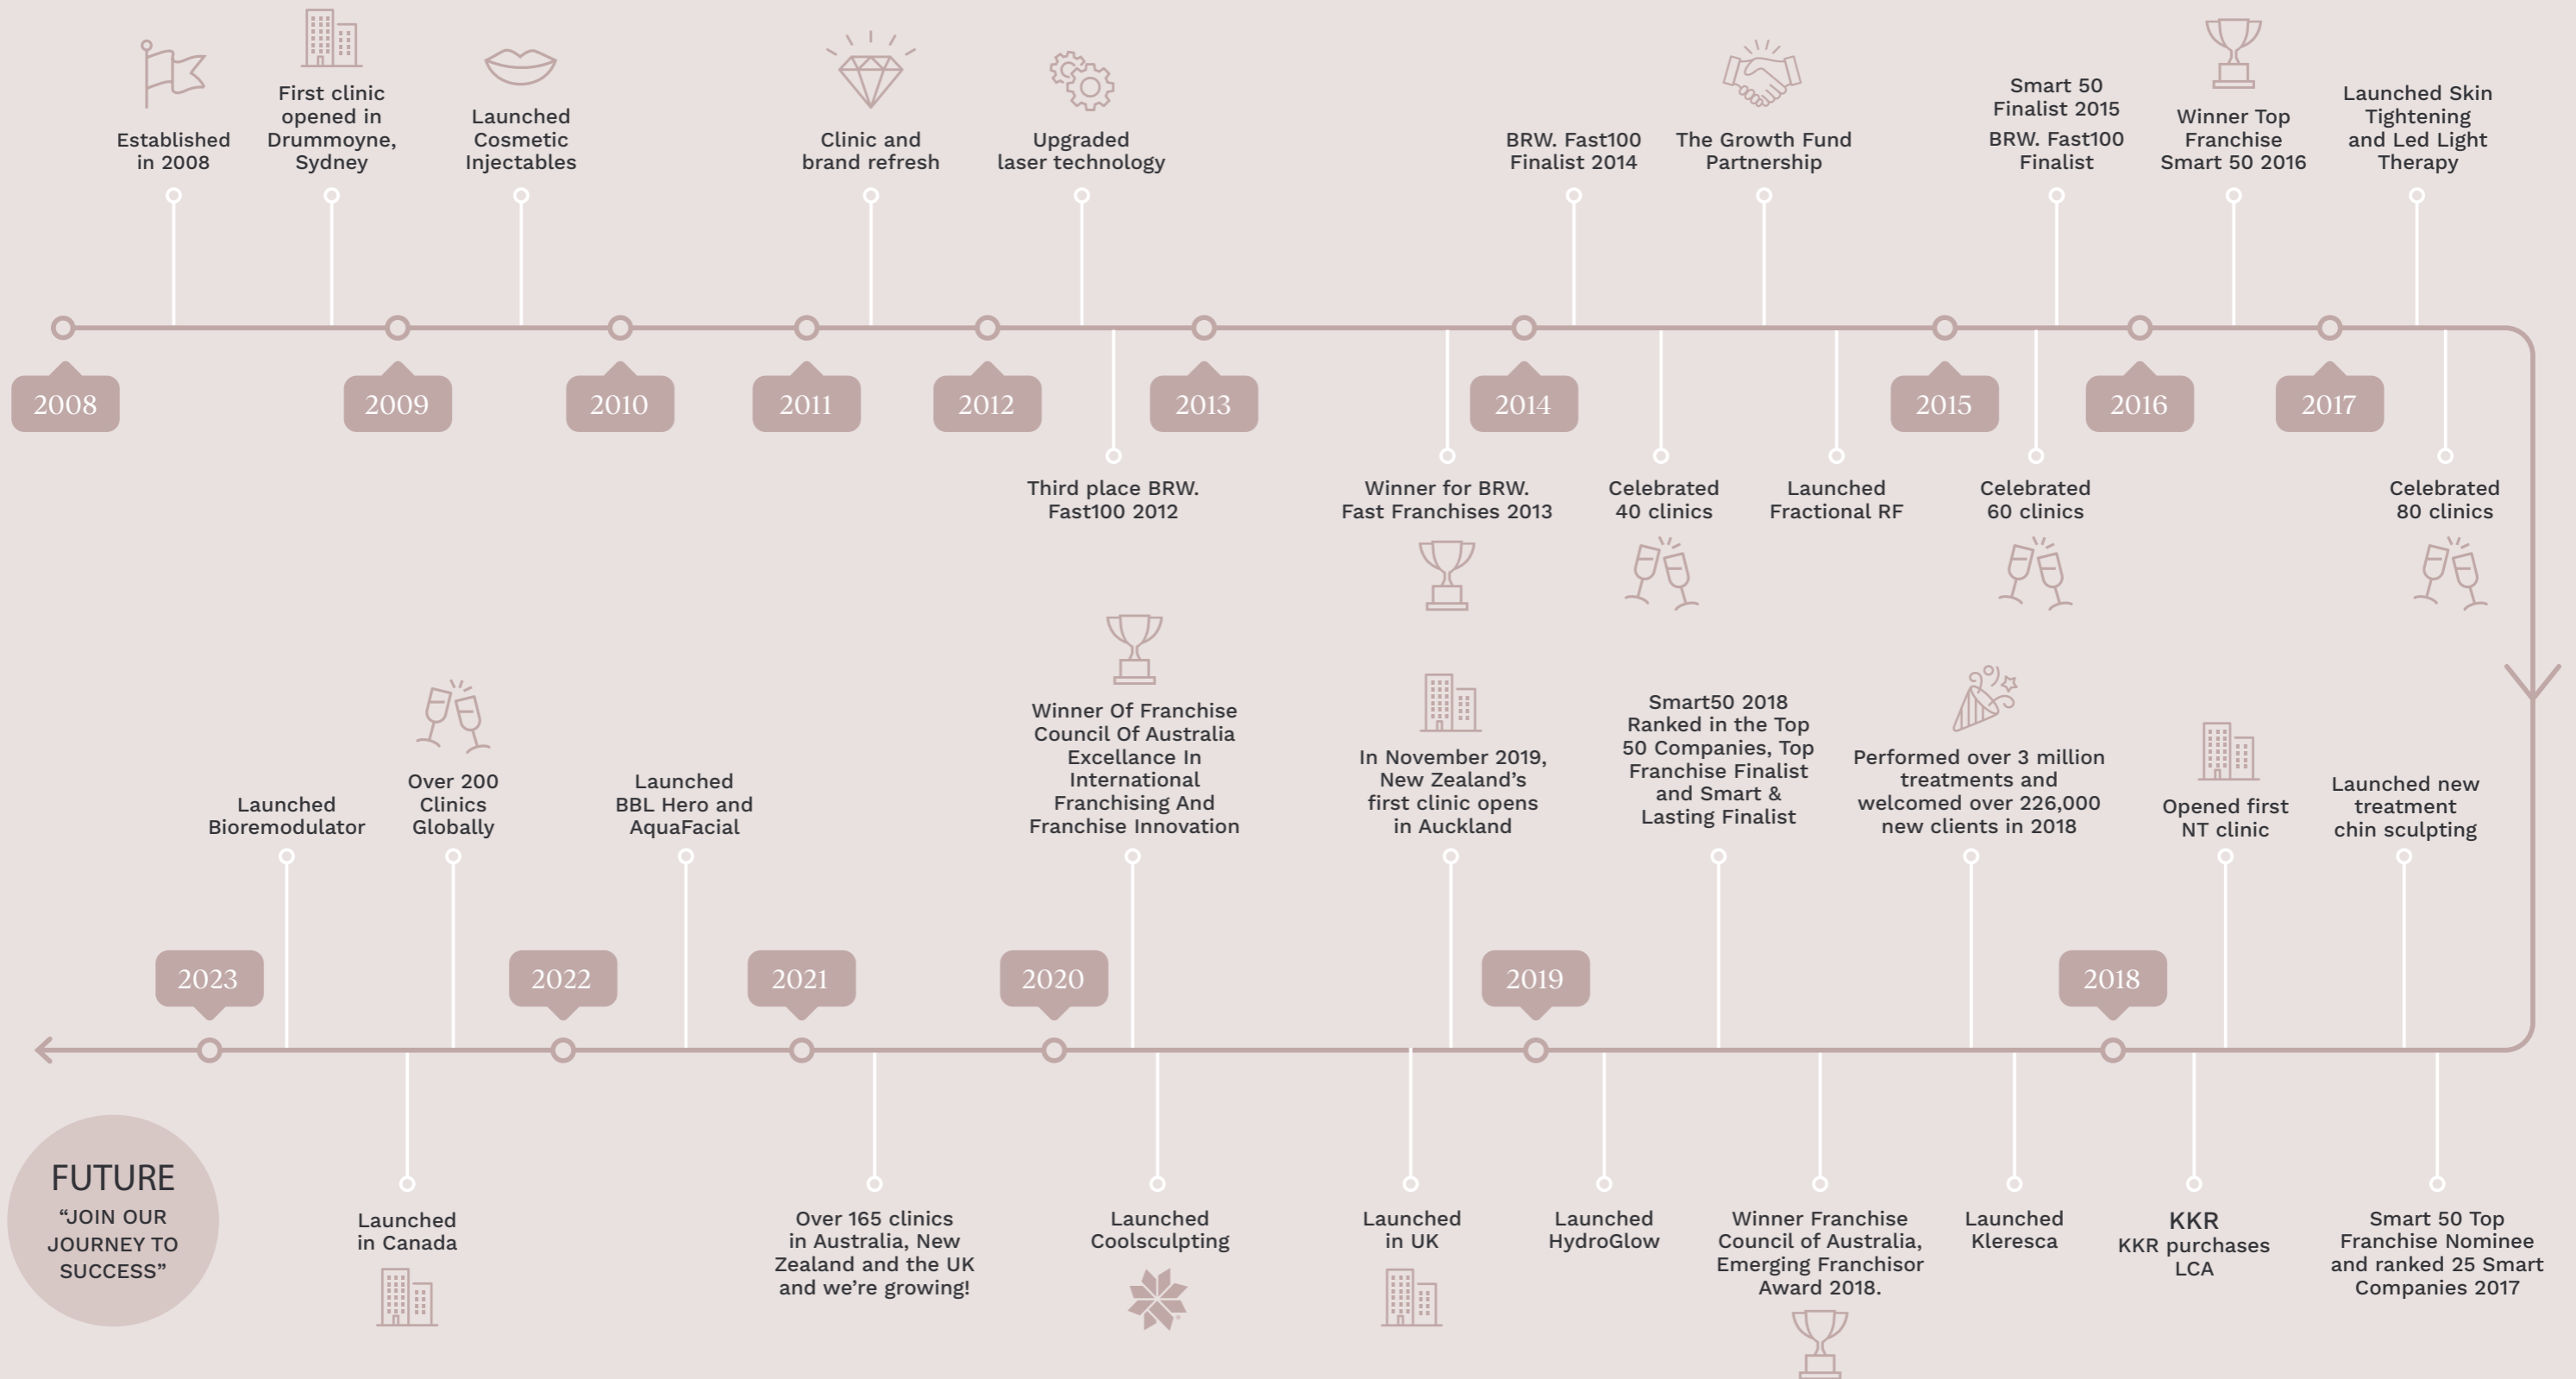 Established
in 2008
First clinic
opened in
Drummoyne,
Sydney
Launched
Cosmetic
Injectables
Clinic and
brand refresh
Upgraded
laser technology
BRW. Fast100
Finalist 2014
The Growth Fund
Partnership
Smart 50
Finalist 2015
BRW. Fast100
Finalist
Winner Top
Franchise
Smart 50 2016
Launched Skin
Tightening
and Led Light
Therapy
2008
2009
2010
2011
2012
2013
2014
2015
2016
2017
Third place BRW.
Fast100 2012
Winner for BRW.
Fast Franchises 2013
Celebrated
40 clinics
Launched
Fractional RF
Celebrated
60 clinics
Celebrated
80 clinics
Launched
Bioremodulator
Over 200
Clinics
Globally
Launched
BBL Hero and
AquaFacial
Winner Of Franchise
Council Of Australia
Excellance In
International
Franchising And
Franchise Innovation
In November 2019,
New Zealand’s
first clinic opens
in Auckland
Smart50 2018
Ranked in the Top
50 Companies, Top
Franchise Finalist
and Smart &
Lasting Finalist
Performed over 3 million
treatments and
welcomed over 226,000
new clients in 2018
Opened first
NT clinic
Launched new
treatment
chin sculpting
2023
2022
2021
2020
2019
2018
FUTURE
“JOIN OUR
JOURNEY TO
SUCCESS”
Launched
in Canada
Over 165 clinics
in Australia, New
Zealand and the UK
and we’re growing!
Launched
Coolsculpting
Launched
in UK
Launched
HydroGlow
Winner Franchise
Council of Australia,
Emerging Franchisor
Award 2018.
Launched
Kleresca
KKR
KKR purchases
LCA
Smart 50 Top
Franchise Nominee
and ranked 25 Smart
Companies 2017